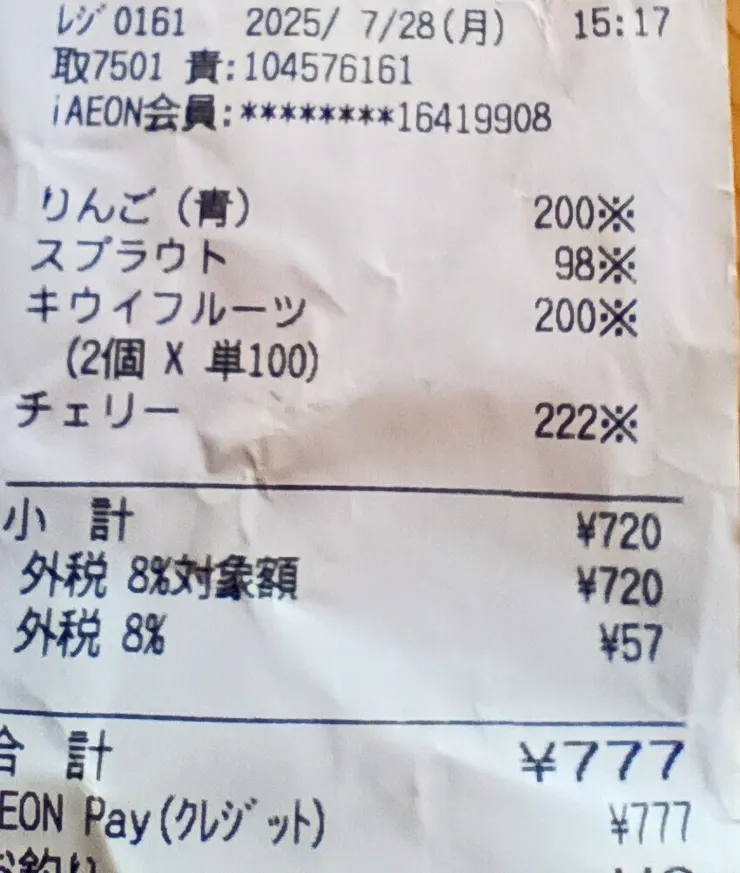 レジ0161 2025/ 7/28(月) 15:17
取7501 責:104576161
iAEON会員:********16419908
りんご（青） 200※
スプラウト 98※
キウイフルーツ 200※
(2個 X 単100)
チェリー 222※
小 計 ¥720
外税 8%対象額 ¥720
外税 8% ¥57
合 計 ¥777
EON Pay(クレジット) ¥777
お釣り ¥0